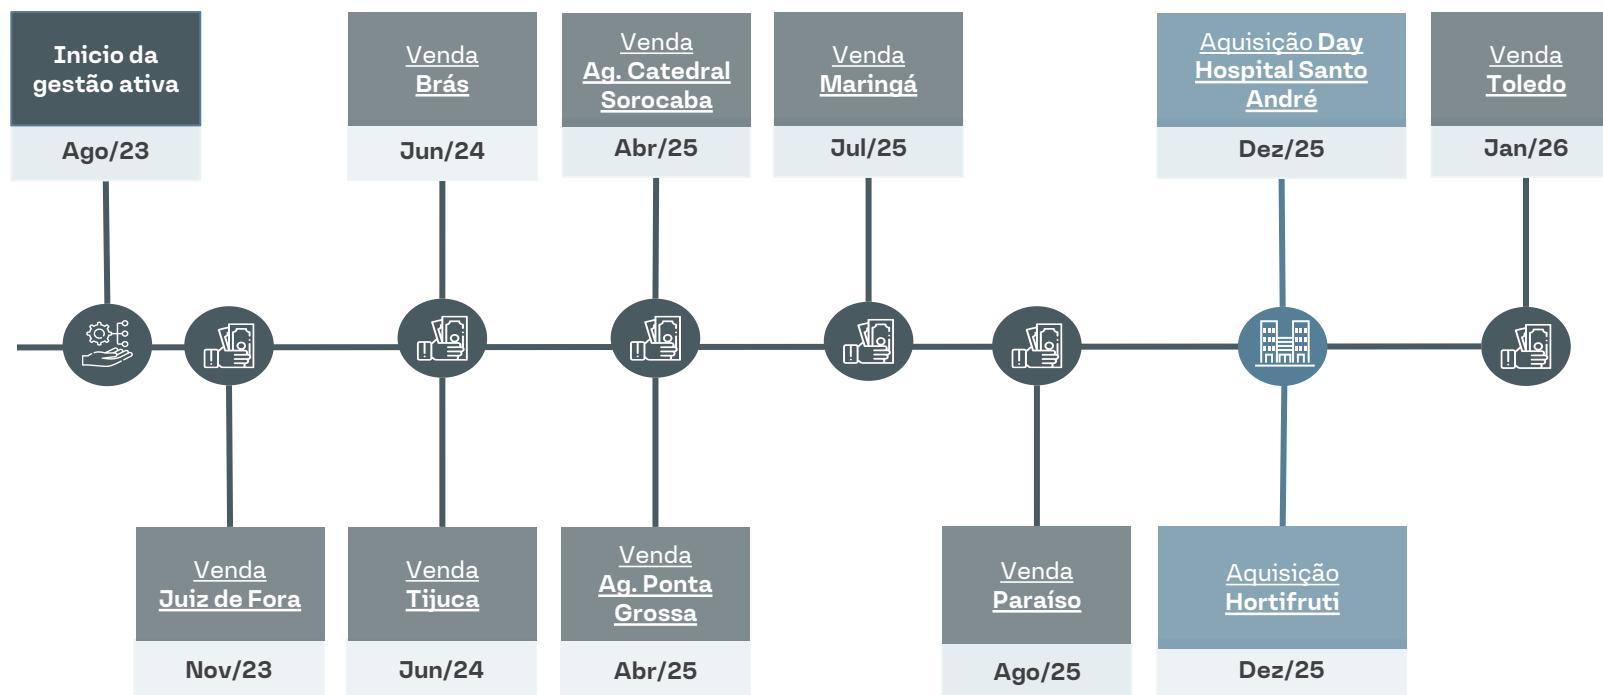 Inicio da
gestão ativa
Ago/23
Venda
Brás
Jun/24
Venda
Ag. Catedral
Sorocaba
Abr/25
Venda
Maringá
Jul/25
Aquisição Day
Hospital Santo
André
Dez/25
Venda
Toledo
Jan/26
Venda
Juiz de Fora
Nov/23
Venda
Tijuca
Jun/24
Venda
Ag. Ponta
Grossa
Abr/25
Venda
Paraíso
Ago/25
Aquisição
Hortifruti
Dez/25